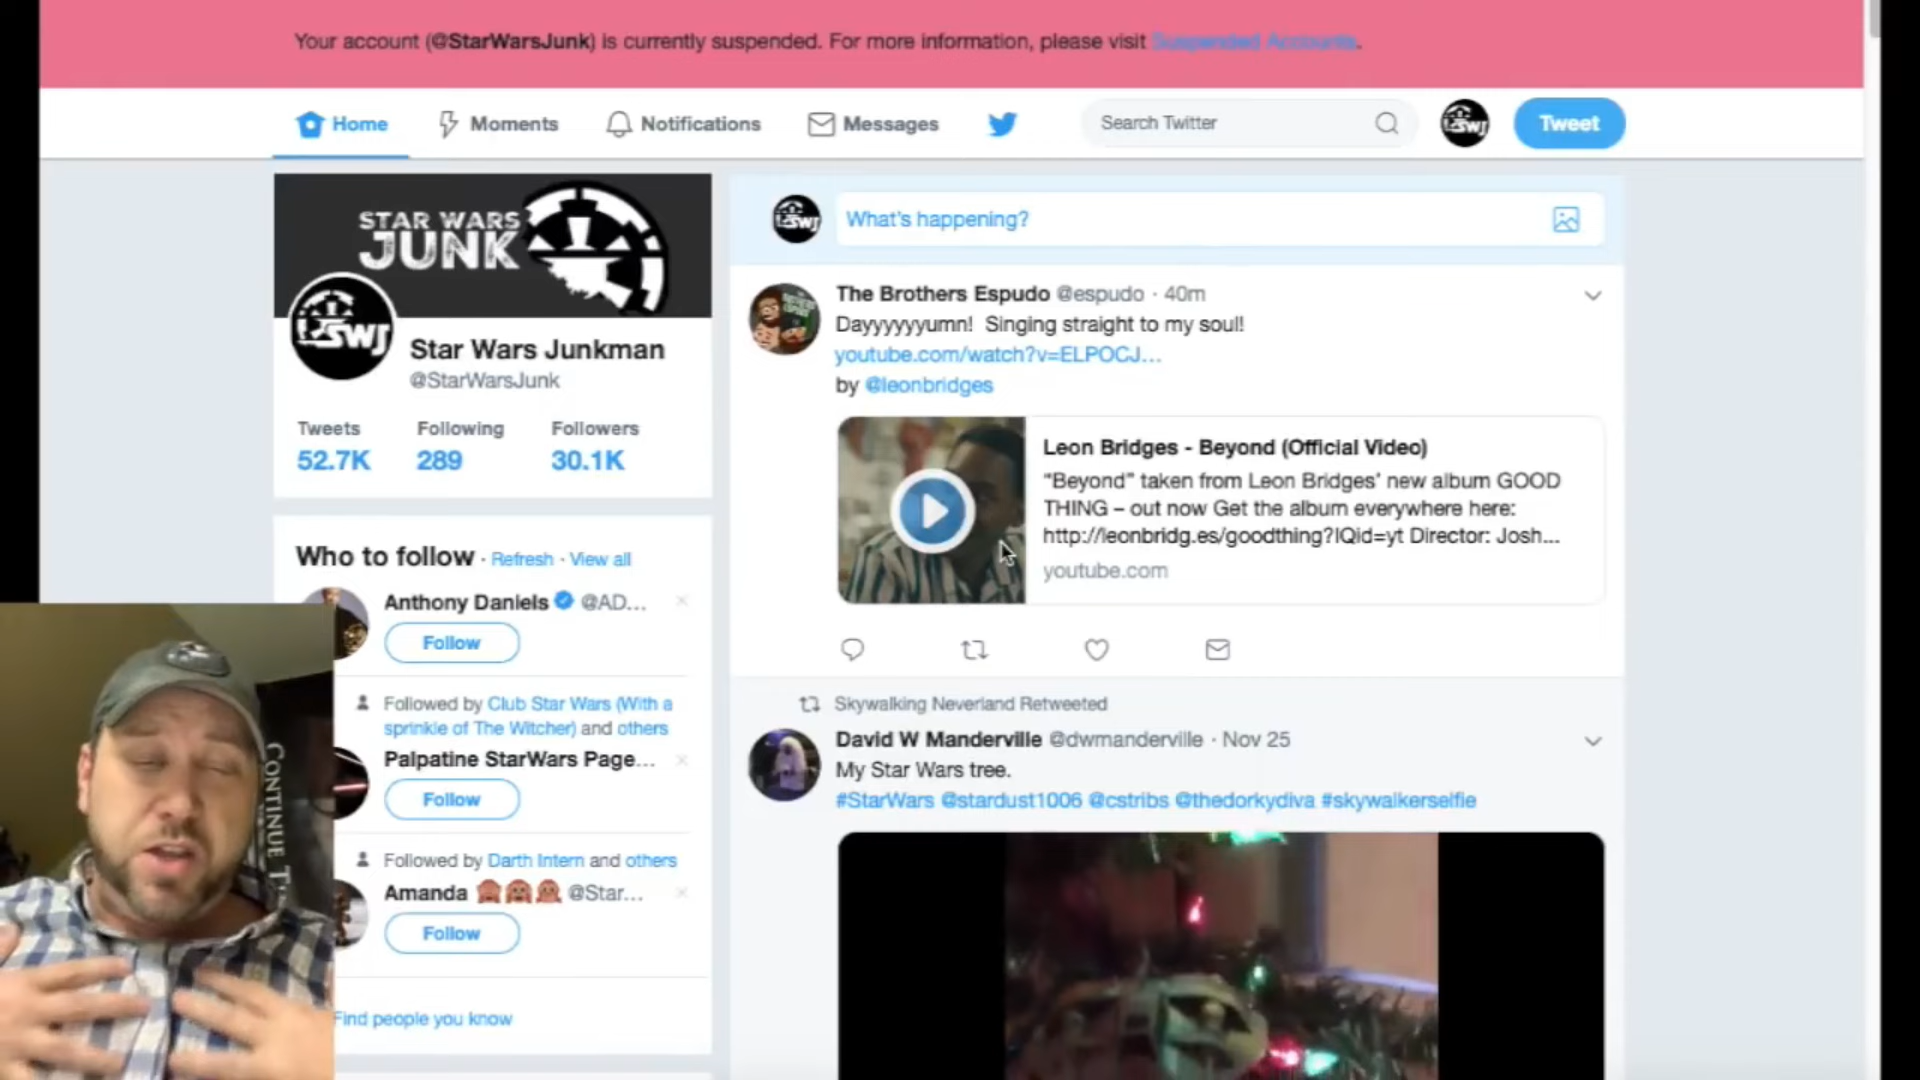 Your account (@StarWarsJunk) is currently suspended. For more information, please visit Suspended Accounts.
Home
Moments
Notifications
Messages
Search Twitter
SWJ
Tweet
STAR WARS
JUNK
SWJ
Star Wars Junkman
@StarWarsJunk
Tweets
Following
Followers
52.7K
289
30.1K
Who to follow · Refresh · View all
Anthony Daniels @AD...
Follow
Followed by Club Star Wars (With a
sprinkle of The Witcher) and others
Palpatine StarWars Page...
Follow
Followed by Darth Intern and others
Amanda 🙈🙉🙊 @Star...
Follow
Find people you know
SWJ
What's happening?
The Brothers Espudo @espudo · 40m
Dayyyyyyumn! Singing straight to my soul!
youtube.com/watch?v=ELPOCJ...
by @leonbridges
Leon Bridges - Beyond (Official Video)
"Beyond" taken from Leon Bridges' new album GOOD
THING – out now Get the album everywhere here:
http://leonbridg.es/goodthing?IQid=yt Director: Josh...
youtube.com
Skywalking Neverland Retweeted
David W Manderville @dwmanderville · Nov 25
My Star Wars tree.
#StarWars @stardust1006 @cstribs @thedorkydiva #skywalkerselfie
CONTINUE